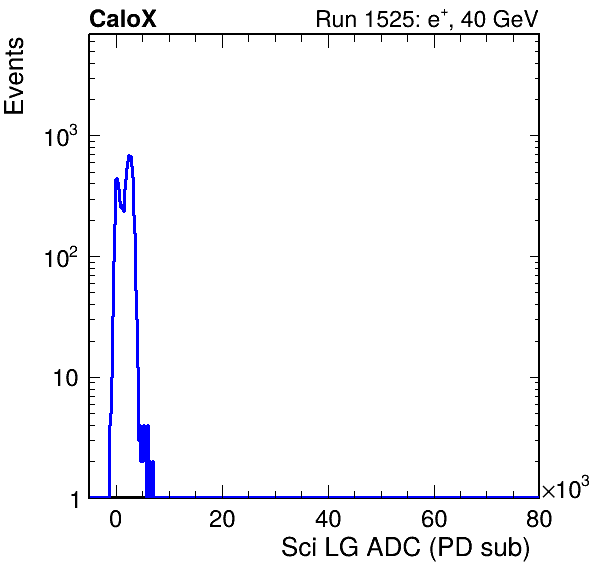 CaloX Run 1525: e⁺, 40 GeV
Events
10³
10²
10
1
0 20 40 60 80 ×10³
Sci LG ADC (PD sub)